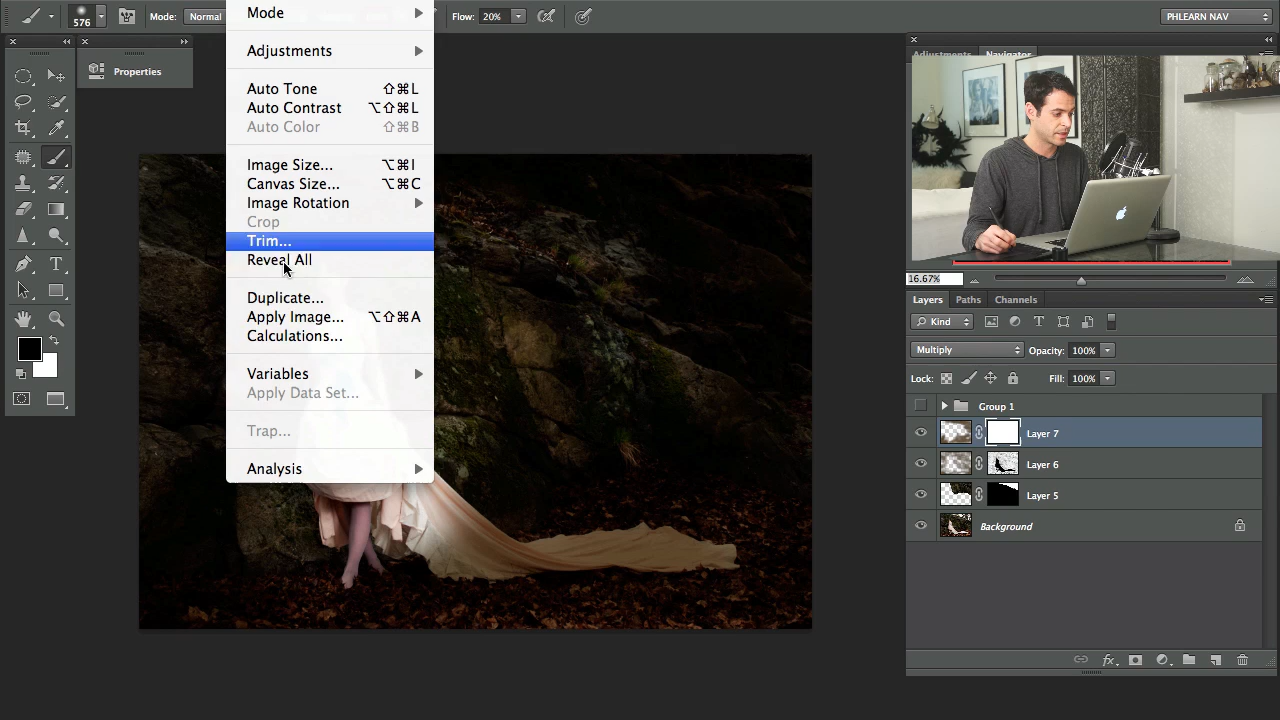 576
Mode:
Normal
Flow:
20%
PHLEARN NAV
Properties
Mode
Adjustments
Auto Tone ⇧⌘L
Auto Contrast ⌥⇧⌘L
Auto Color ⇧⌘B
Image Size... ⌥⌘I
Canvas Size... ⌥⌘C
Image Rotation
Crop
Trim...
Reveal All
Duplicate...
Apply Image... ⌥⇧⌘A
Calculations...
Variables
Apply Data Set...
Trap...
Analysis
Adjustments Navigator
16.67%
Layers Paths Channels
Kind
Multiply Opacity: 100%
Lock: Fill: 100%
Group 1
Layer 7
Layer 6
Layer 5
Background